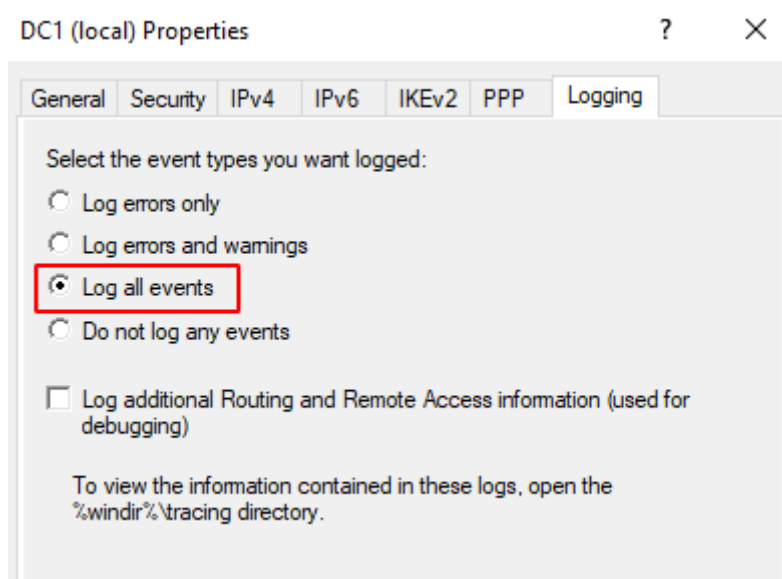 DC1 (local) Properties ?
General Security IPv4 IPv6 IKEv2 PPP Logging
Select the event types you want logged:
Log errors only
Log errors and warnings
Log all events
Do not log any events
Log additional Routing and Remote Access information (used for
debugging)
To view the information contained in these logs, open the
%windir%\tracing directory.